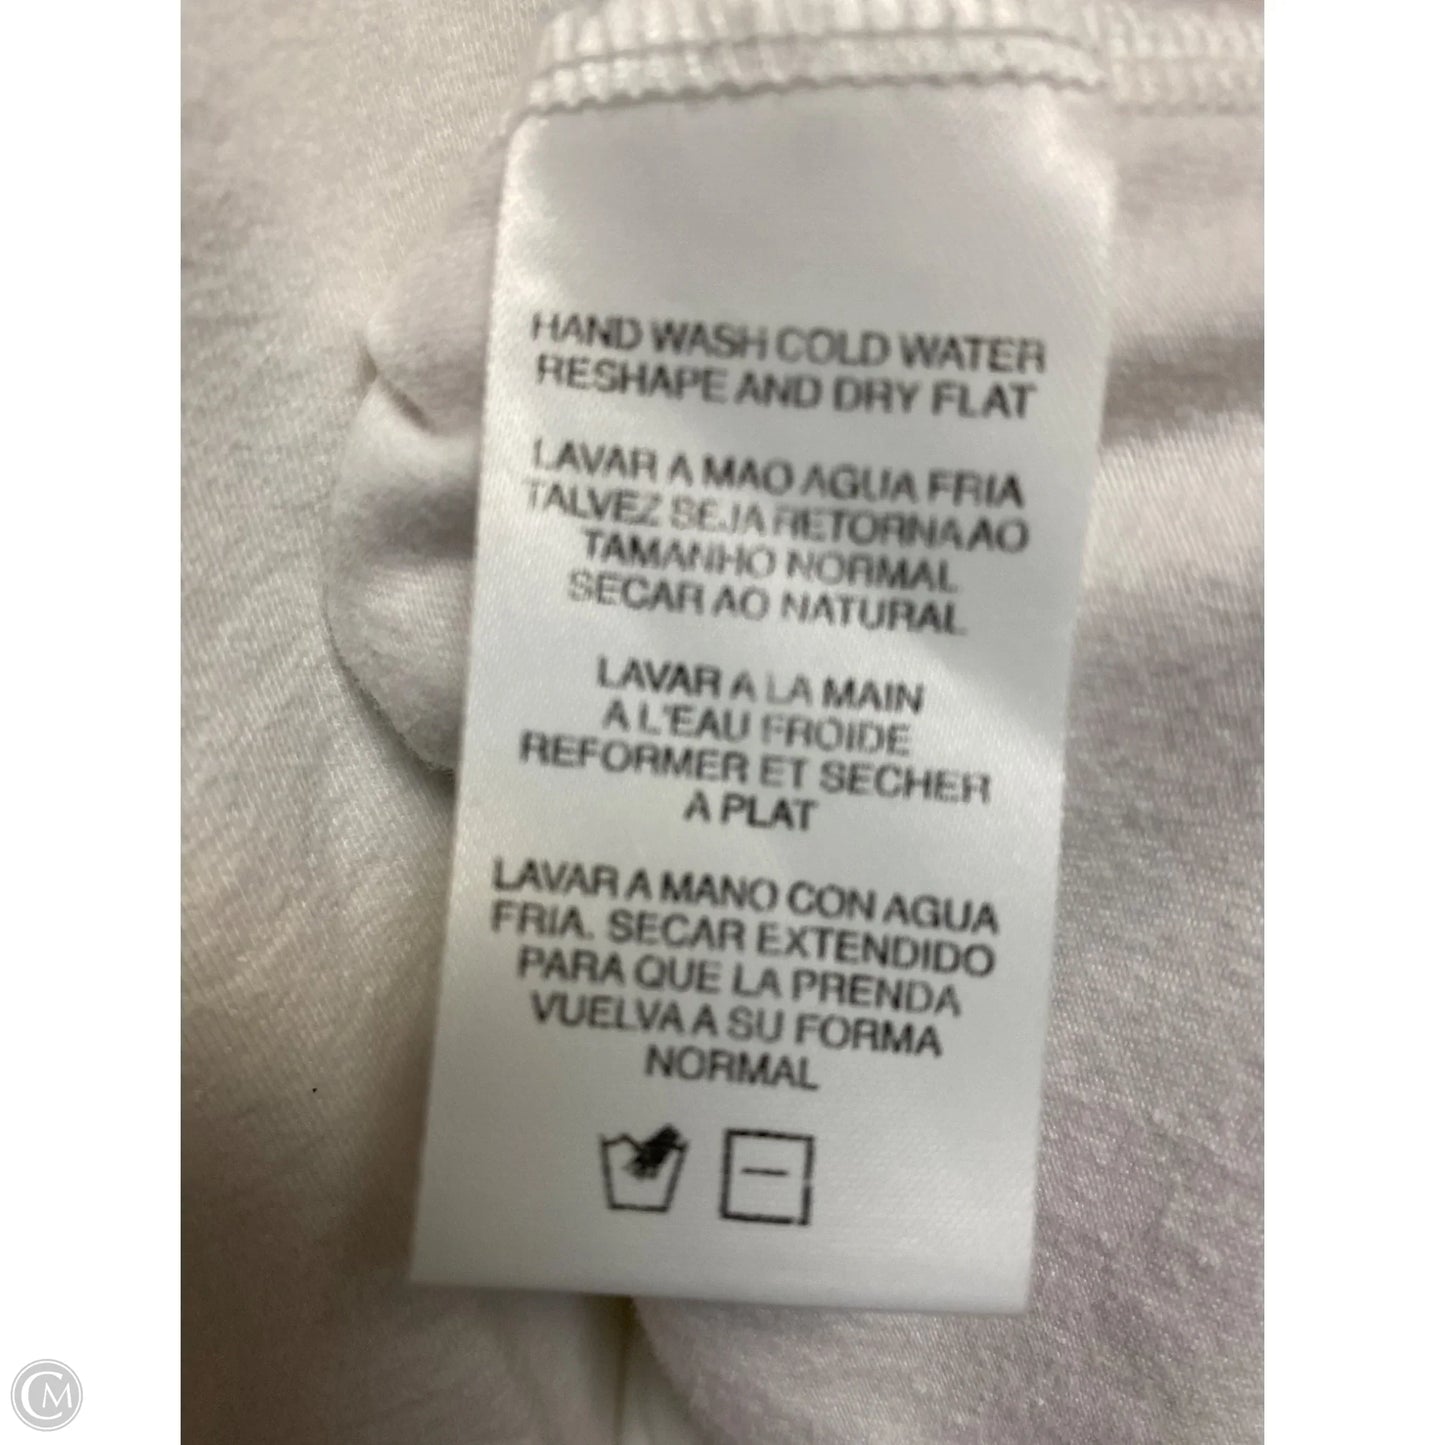 HAND WASH COLD WATER
RESHAPE AND DRY FLAT
LAVAR A MAO AGUA FRIA
TALVEZ SEJA RETORNA AO
TAMANHO NORMAL
SECAR AO NATURAL
LAVAR A LA MAIN
A L'EAU FROIDE
REFORMER ET SECHER
A PLAT
LAVAR A MANO CON AGUA
FRIA. SECAR EXTENDIDO
PARA QUE LA PRENDA
VUELVA A SU FORMA
NORMAL
CM